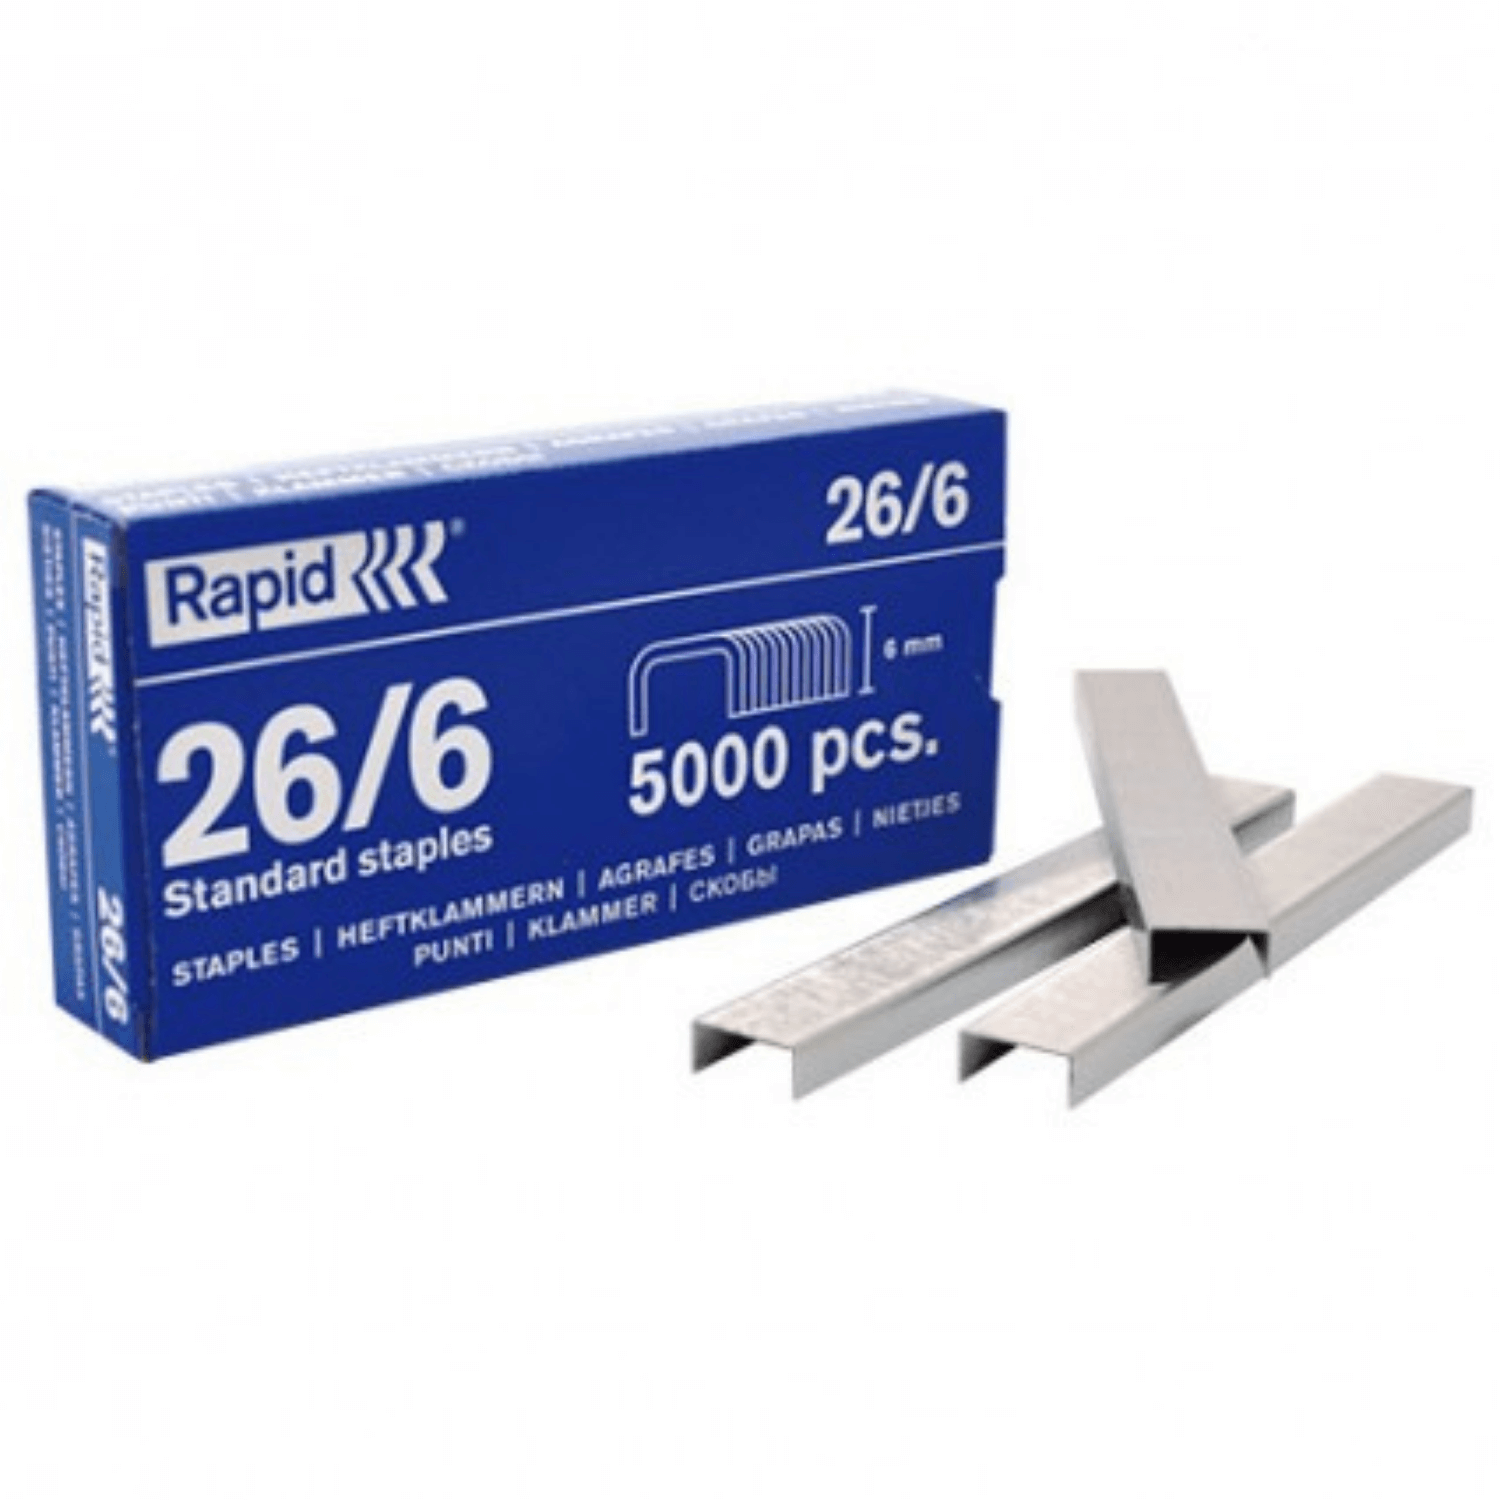 Rapid®
26/6
6 mm
5000 pcs.
26/6
Standard staples
STAPLES | HEFTKLAMMERN | AGRAFES | GRAPAS | NIETJES
PUNTI | KLAMMER | СКОБЫ
Rapid
26/6